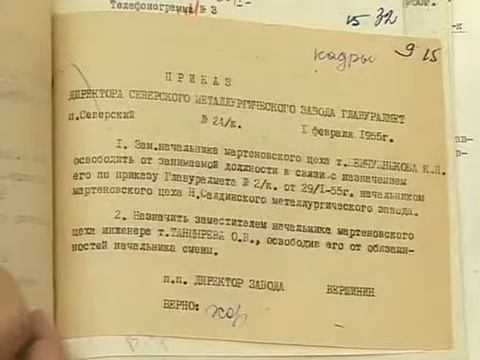 Телефонограмма № 3
15 32
кадры 9 15
ПРИКАЗ
ДИРЕКТОРА СЕВЕРСКОГО МЕТАЛЛУРГИЧЕСКОГО ЗАВОДА ГЛАВУРАЛМЕТ
п.Северский № 24/к. I февраля 1955г.
I. Зам.начальника мартеновского цеха т. К.П.
освободить от занимаемой должности в связи с назначением
его по приказу Главуралмета № 2/к. от 29/I-55г. начальником
мартеновского цеха Н.Салдинского металлургического завода.
2. Назначить заместителем начальника мартеновского
цеха инженера т. О.В., освободив его от обязан-
ностей начальника смены.
п.п. ДИРЕКТОР ЗАВОДА ВЕРШИНИН
ВЕРНО: